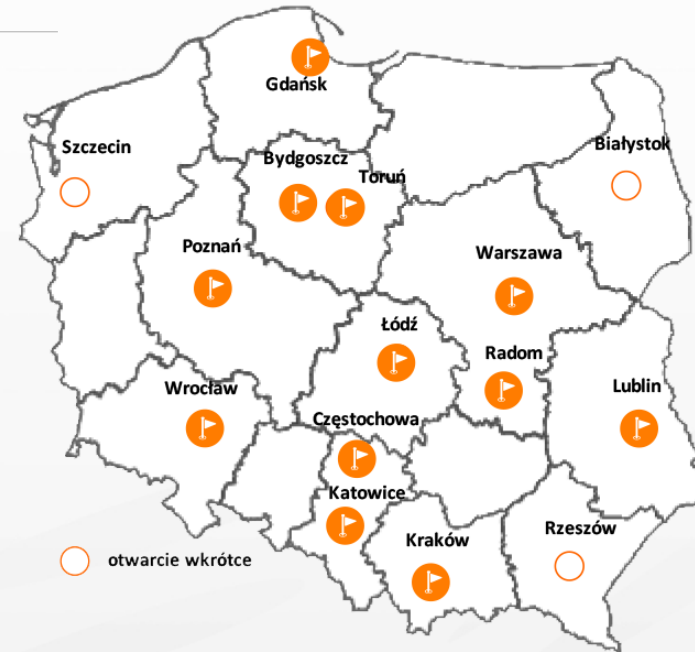 Gdańsk
Szczecin
Białystok
Bydgoszcz
Toruń
Poznań
Warszawa
Łódź
Radom
Wrocław
Lublin
Częstochowa
Katowice
Rzeszów
Kraków
otwarcie wkrótce